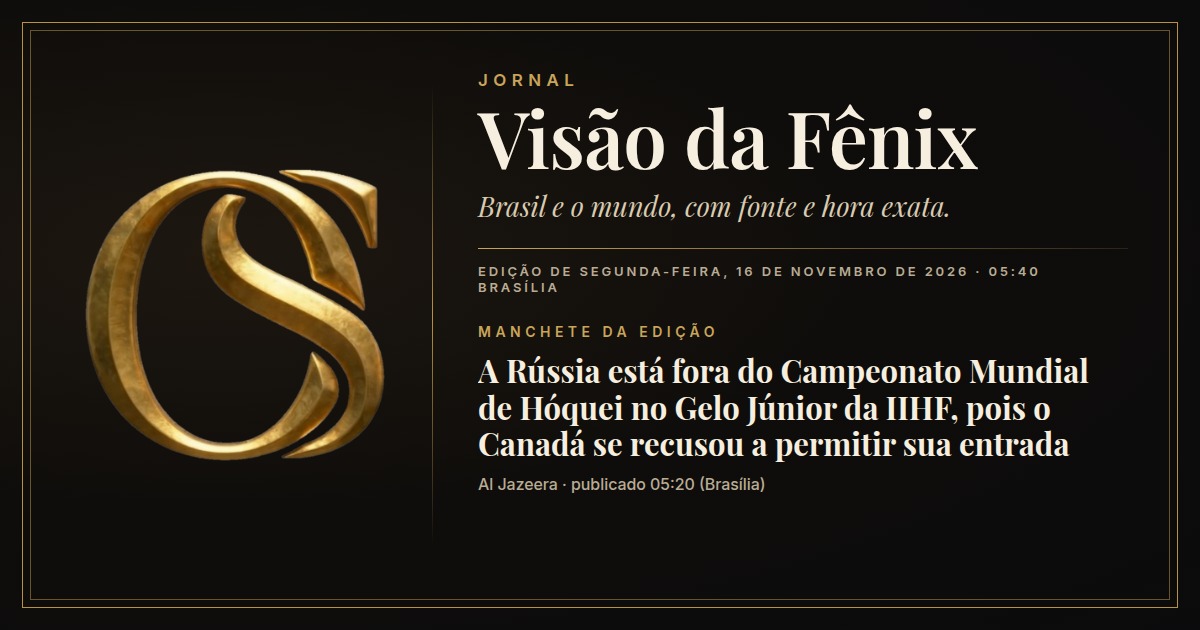 JORNAL
Visão da Fênix
Brasil e o mundo, com fonte e hora exata.
EDIÇÃO DE SEGUNDA-FEIRA, 16 DE NOVEMBRO DE 2026 · 05:40
BRASÍLIA
MANCHETE DA EDIÇÃO
A Rússia está fora do Campeonato Mundial
de Hóquei no Gelo Júnior da IIHF, pois o
Canadá se recusou a permitir sua entrada
Al Jazeera · publicado 05:20 (Brasília)
OS